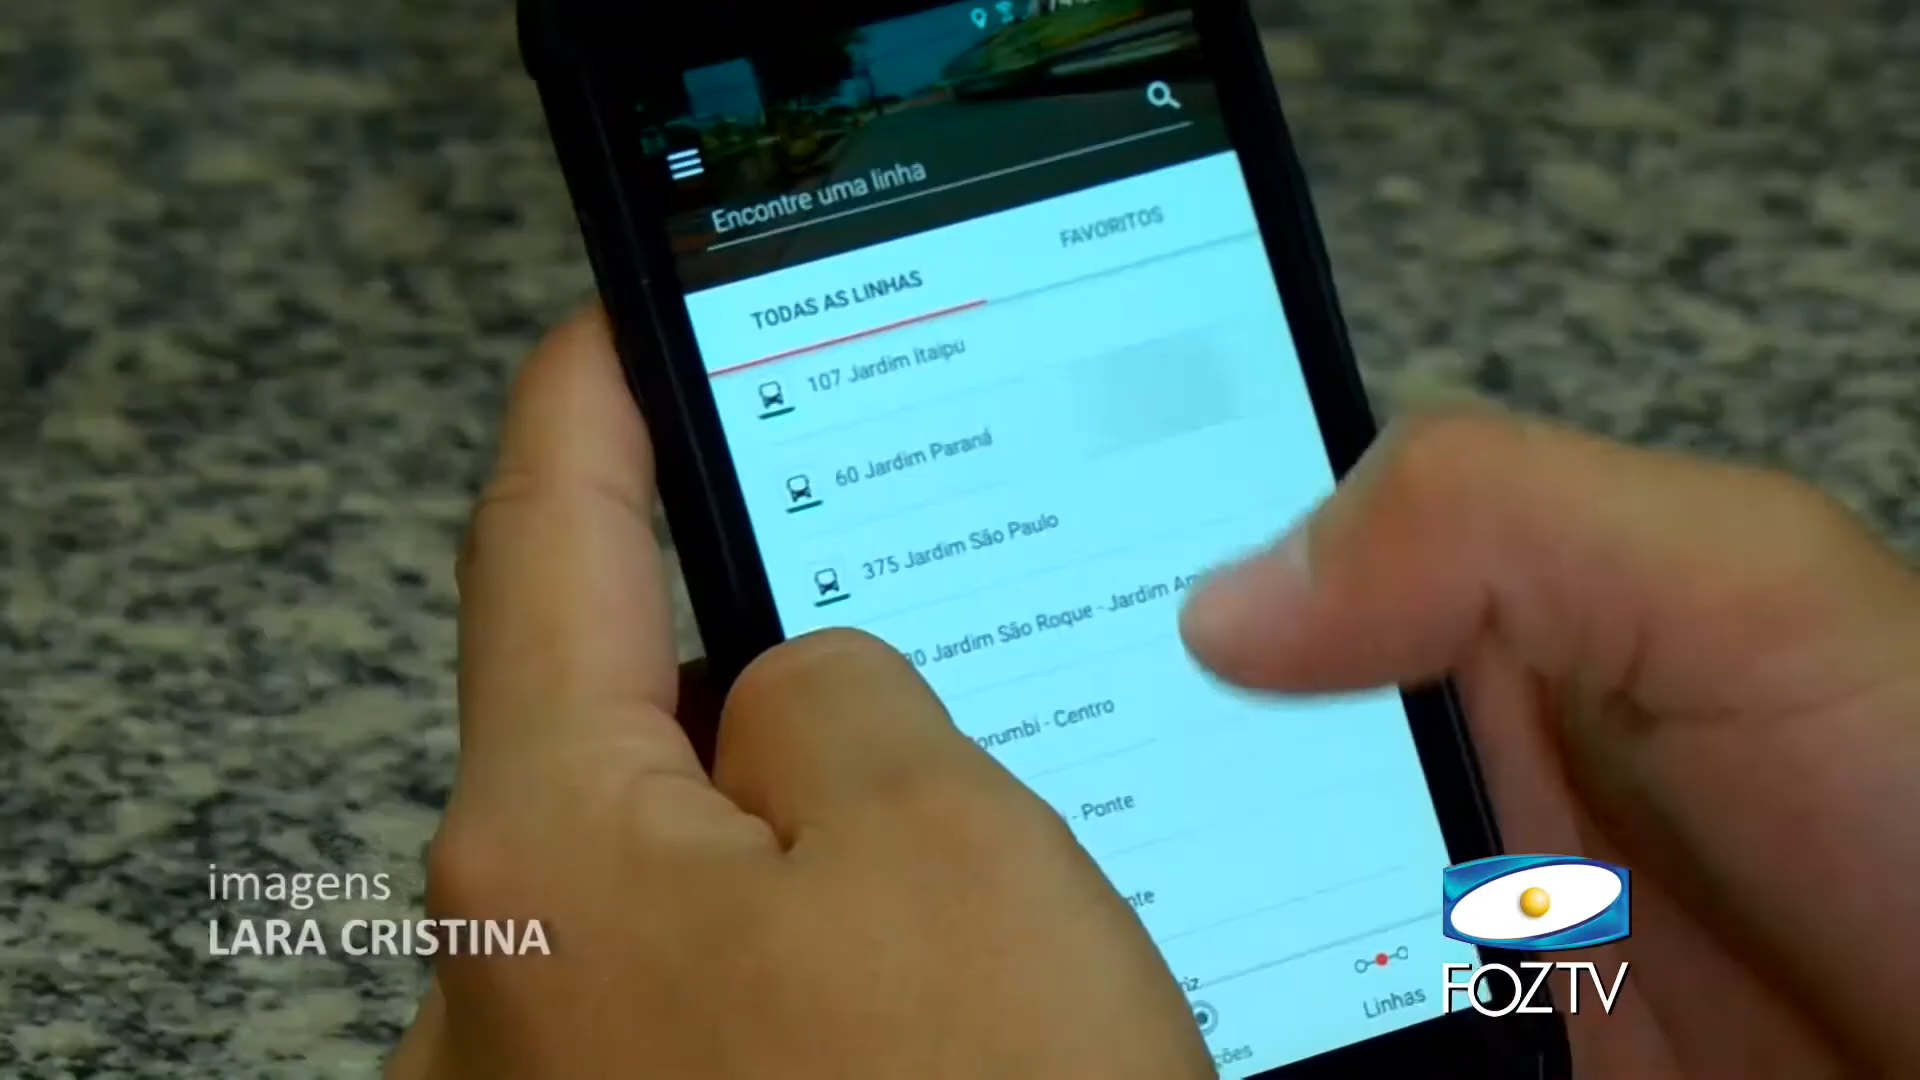 Encontre uma linha
TODAS AS LINHAS
FAVORITOS
107 Jardim Itaipu
60 Jardim Paraná
375 Jardim São Paulo
Jardim São Roque - Jardim
- Centro
- Ponte
Linhas
imagens
LARA CRISTINA
FOZTV